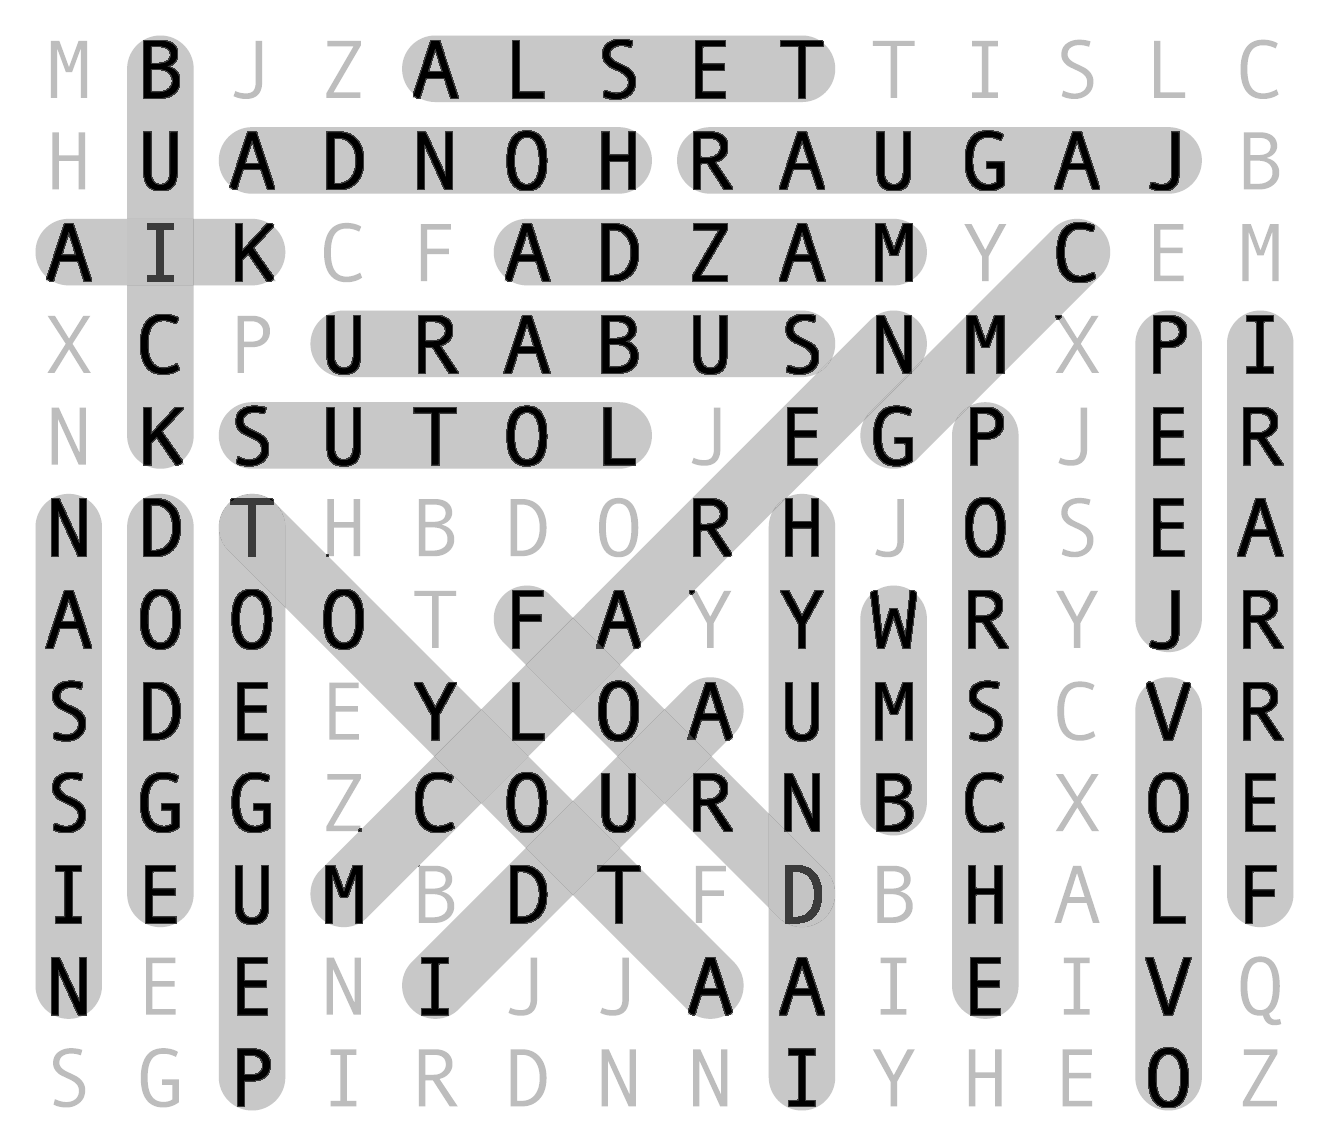 M B J Z A L S E T T I S L C
H U A D N O H R A U G A J B
A I K C F A D Z A M Y C E M
X C P U R A B U S N M X P I
N K S U T O L J E G P J E R
N D T H B D O R H J O S E A
A O O O T F A Y Y W R Y J R
S D E E Y L O A U M S C V R
S G G Z C O U R N B C X O E
I E U M B D T F D B H A L F
N E E N I J J A A I E I V Q
S G P I R D N N I Y H E O Z